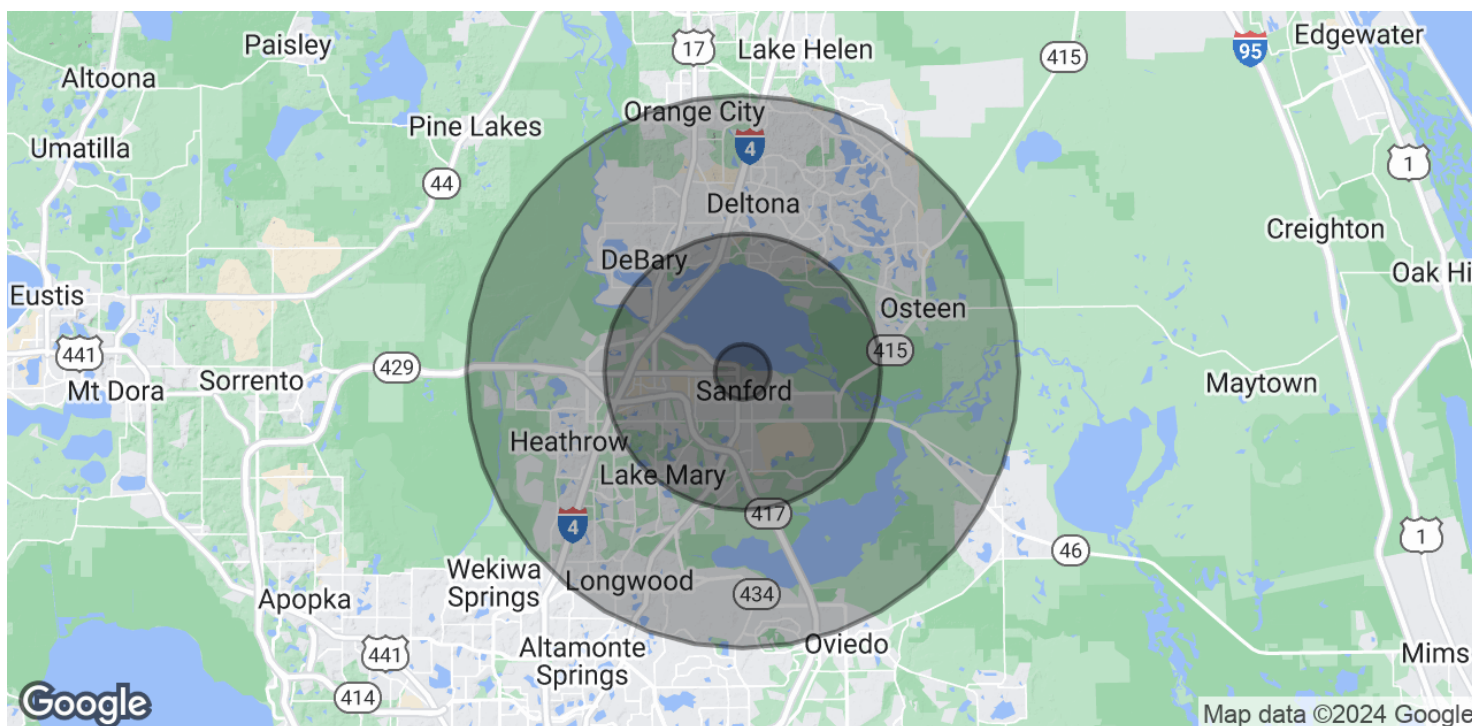 Paisley
17
Lake Helen
415
95
Edgewater
Altoona
Orange City
Pine Lakes
4
1
Umatilla
44
Deltona
Creighton
DeBary
Oak Hi
Eustis
Osteen
441
429
415
Mt Dora
Sorrento
Sanford
Maytown
Heathrow
Lake Mary
417
4
1
46
Wekiwa
Springs
Longwood
434
Apopka
441
Altamonte
Springs
Oviedo
Mims
414
Google
Map data ©2024 Google